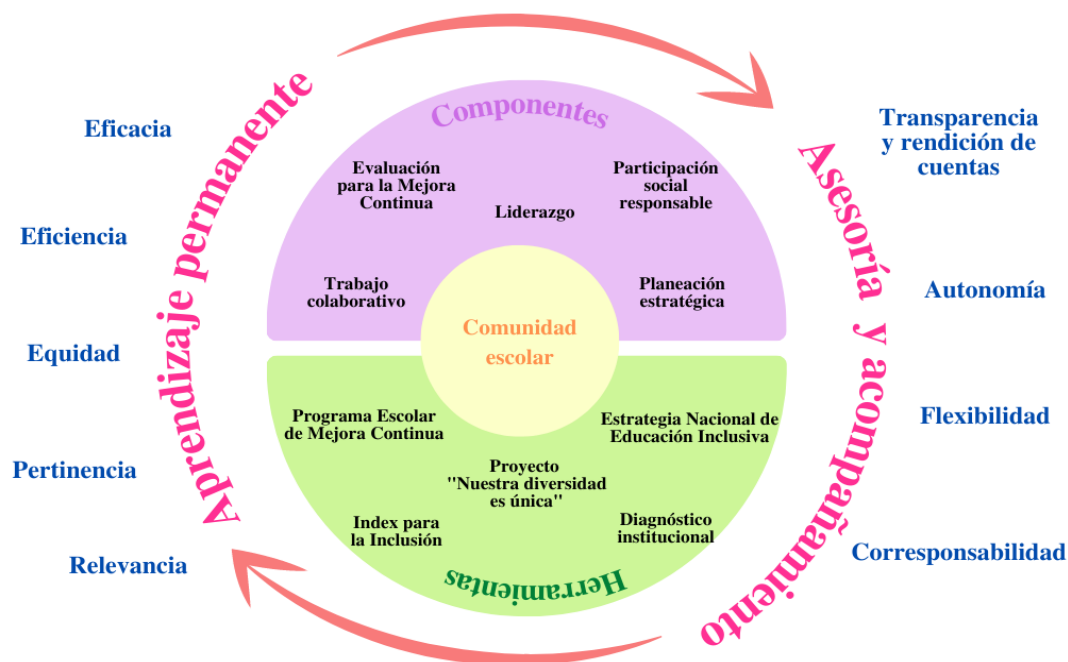 Componentes
Evaluación
para la Mejora
Continua
Liderazgo
Participación
social
responsable
Trabajo
colaborativo
Planeación
estratégica
Comunidad
escolar
Programa Escolar
de Mejora Continua
Estrategia Nacional de
Educación Inclusiva
Proyecto
"Nuestra diversidad
es única"
Index para
la Inclusión
Diagnóstico
institucional
Herramientas
Aprendizaje permanente
Asesoría y acompañamiento
Eficacia
Eficiencia
Equidad
Pertinencia
Relevancia
Transparencia
y rendición de
cuentas
Autonomía
Flexibilidad
Corresponsabilidad